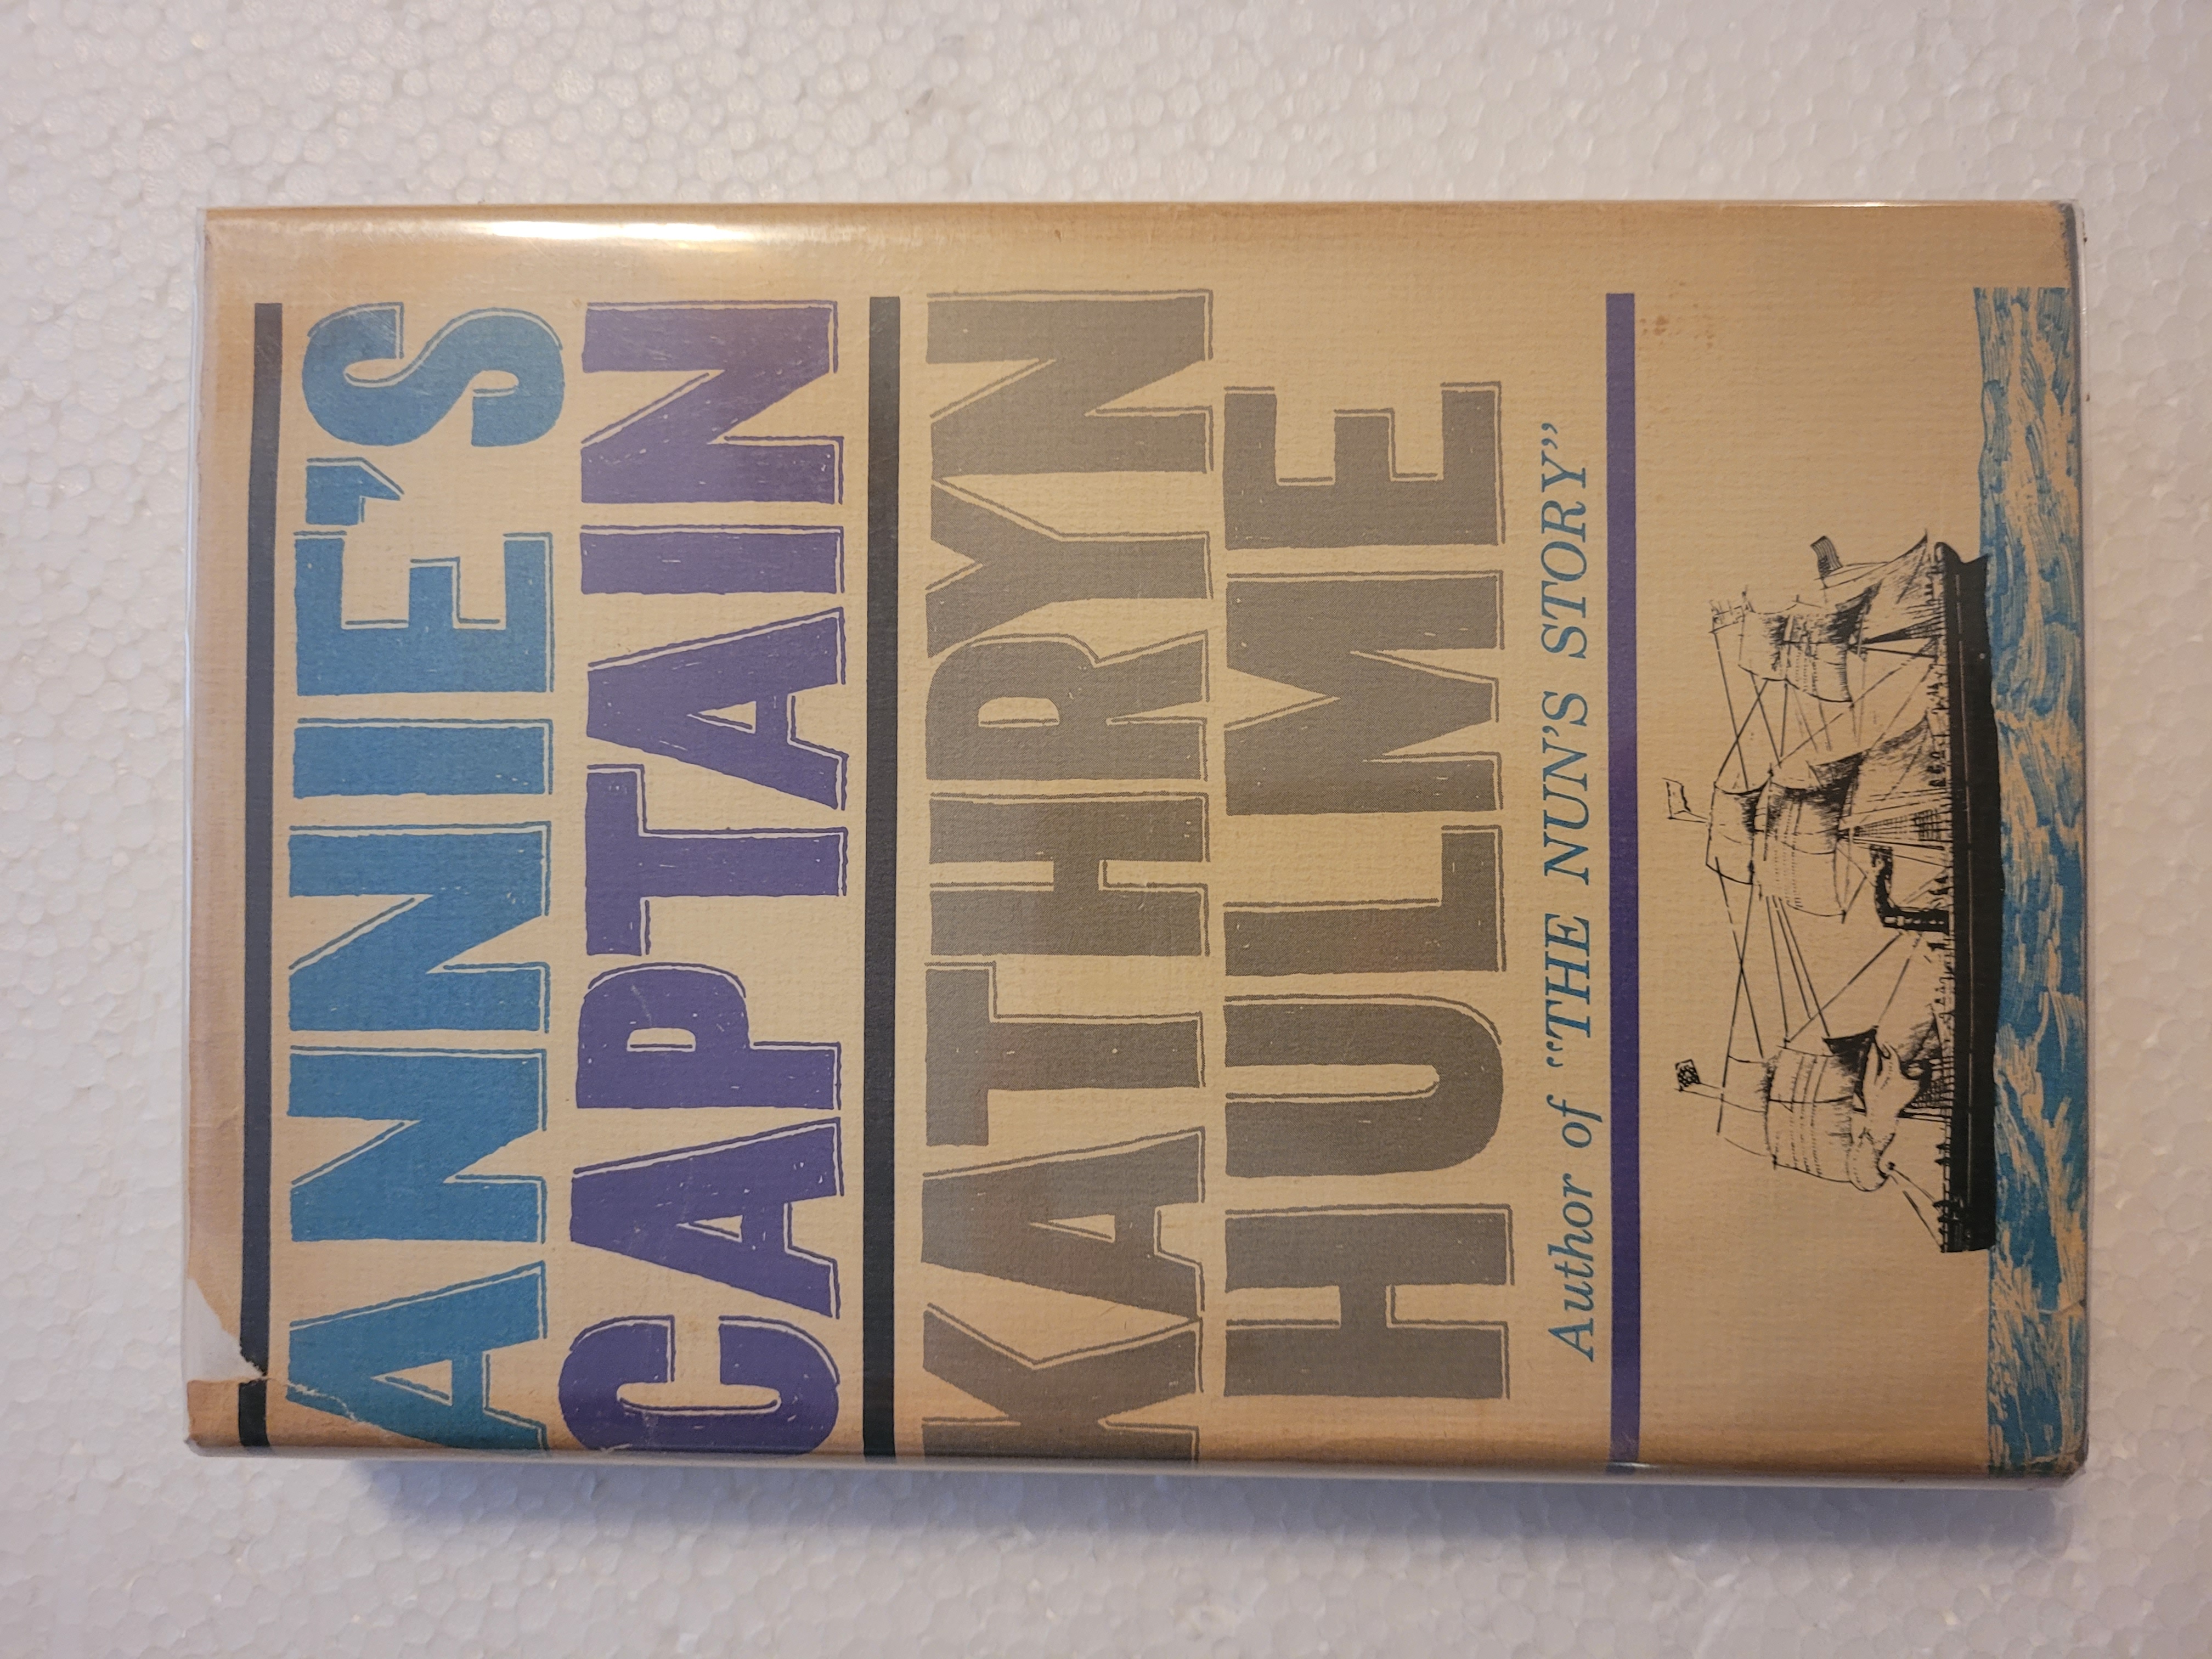 ANNIE'S
CAPTAIN
KATHRYN
HULME
Author of "THE NUN'S STORY"